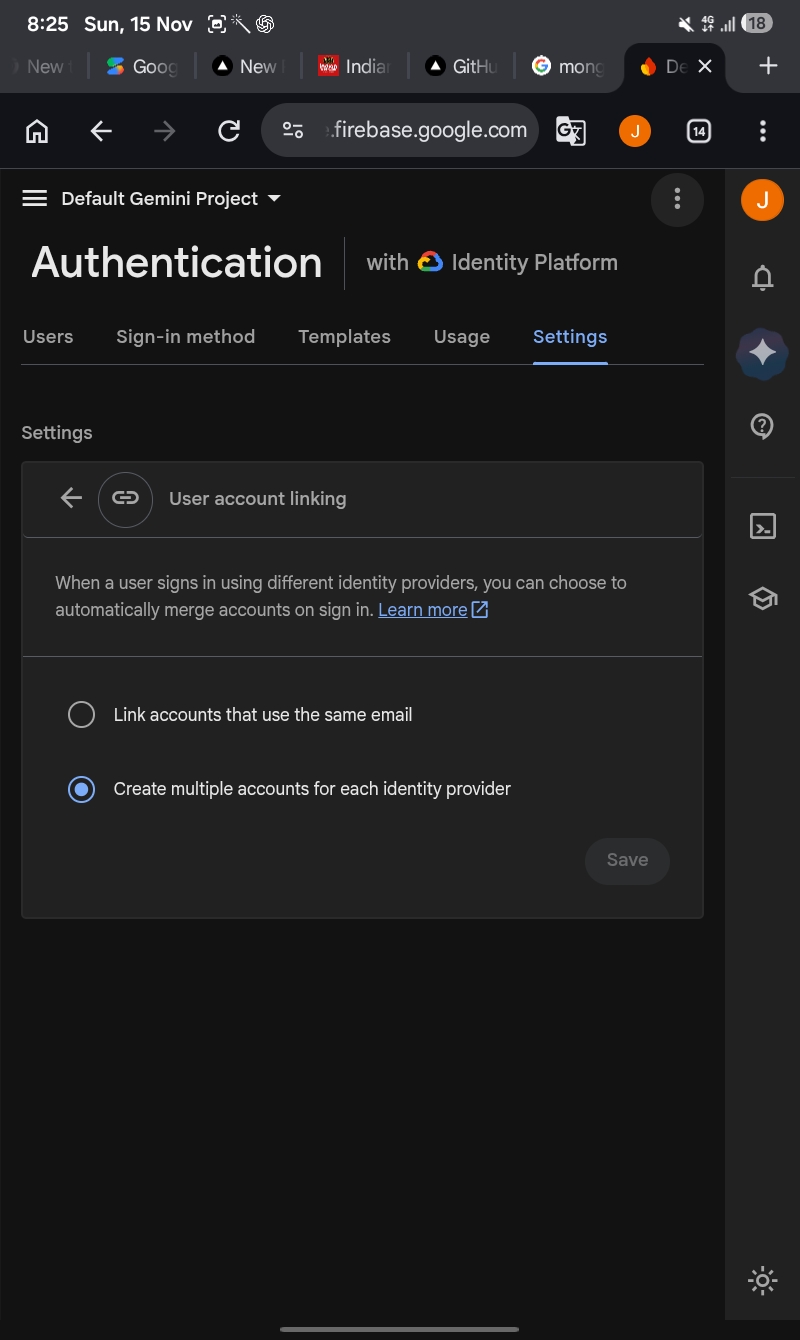 8:25 Sun, 15 Nov 4G 18
New Goog New Indian GitHu mong De
.firebase.google.com J 14
Default Gemini Project J
Authentication with Identity Platform
Users Sign-in method Templates Usage Settings
Settings
User account linking
When a user signs in using different identity providers, you can choose to
automatically merge accounts on sign in. Learn more
Link accounts that use the same email
Create multiple accounts for each identity provider
Save